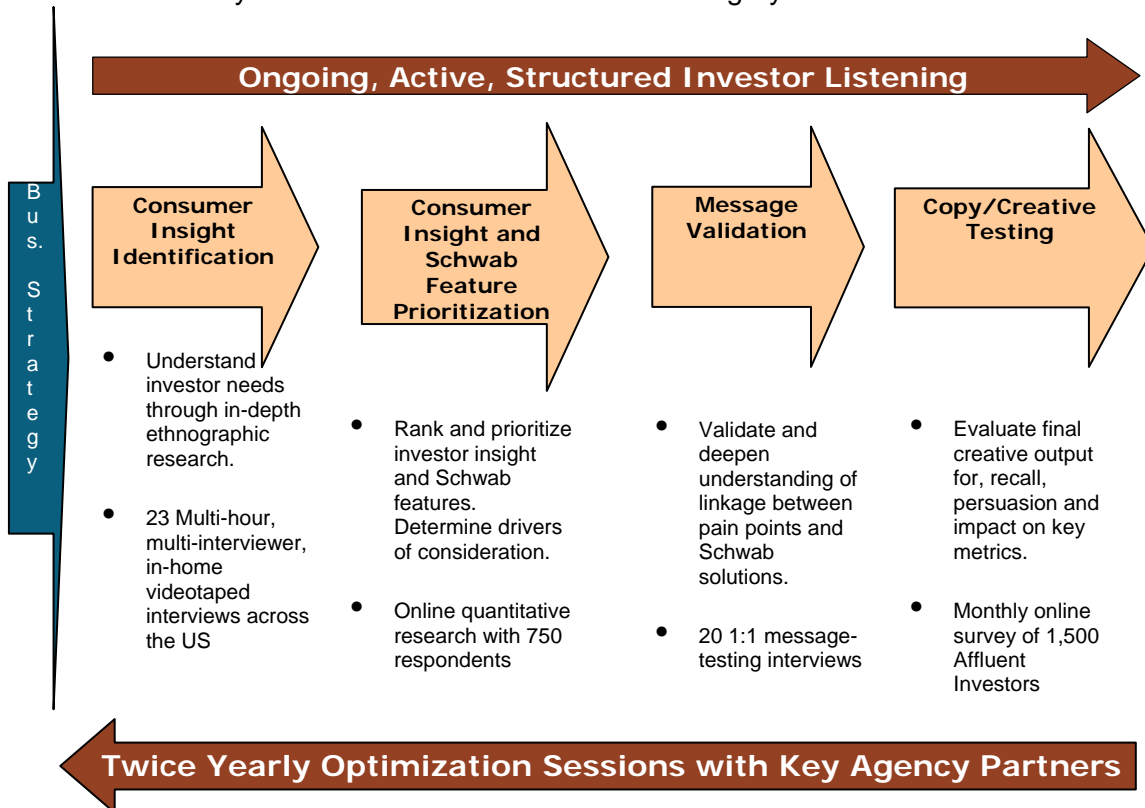 Ongoing, Active, Structured Investor Listening
Bus. Strategy
Consumer
Insight
Identification
Consumer
Insight and
Schwab
Feature
Prioritization
Message
Validation
Copy/Creative
Testing
• Understand
investor needs
through in-depth
ethnographic
research.
• 23 Multi-hour,
multi-interviewer,
in-home
videotaped
interviews across
the US
• Rank and prioritize
investor insight
and Schwab
features.
Determine drivers
of consideration.
• Online quantitative
research with 750
respondents
• Validate and
deepen
understanding of
linkage between
pain points and
Schwab
solutions.
• 20 1:1 message-
testing interviews
• Evaluate final
creative output
for, recall,
persuasion and
impact on key
metrics.
• Monthly online
survey of 1,500
Affluent
Investors
Twice Yearly Optimization Sessions with Key Agency Partners